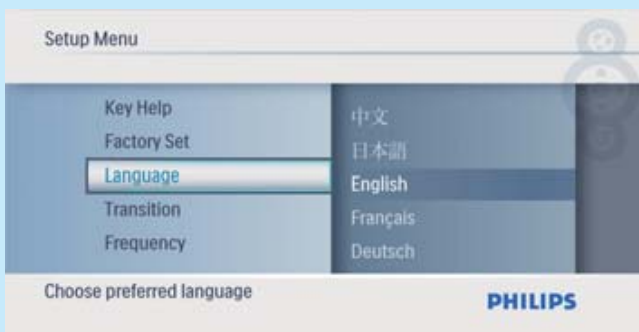 Setup Menu
Key Help
Factory Set
Language
Transition
Frequency
中文
日本語
English
Français
Deutsch
Choose preferred language
PHILIPS